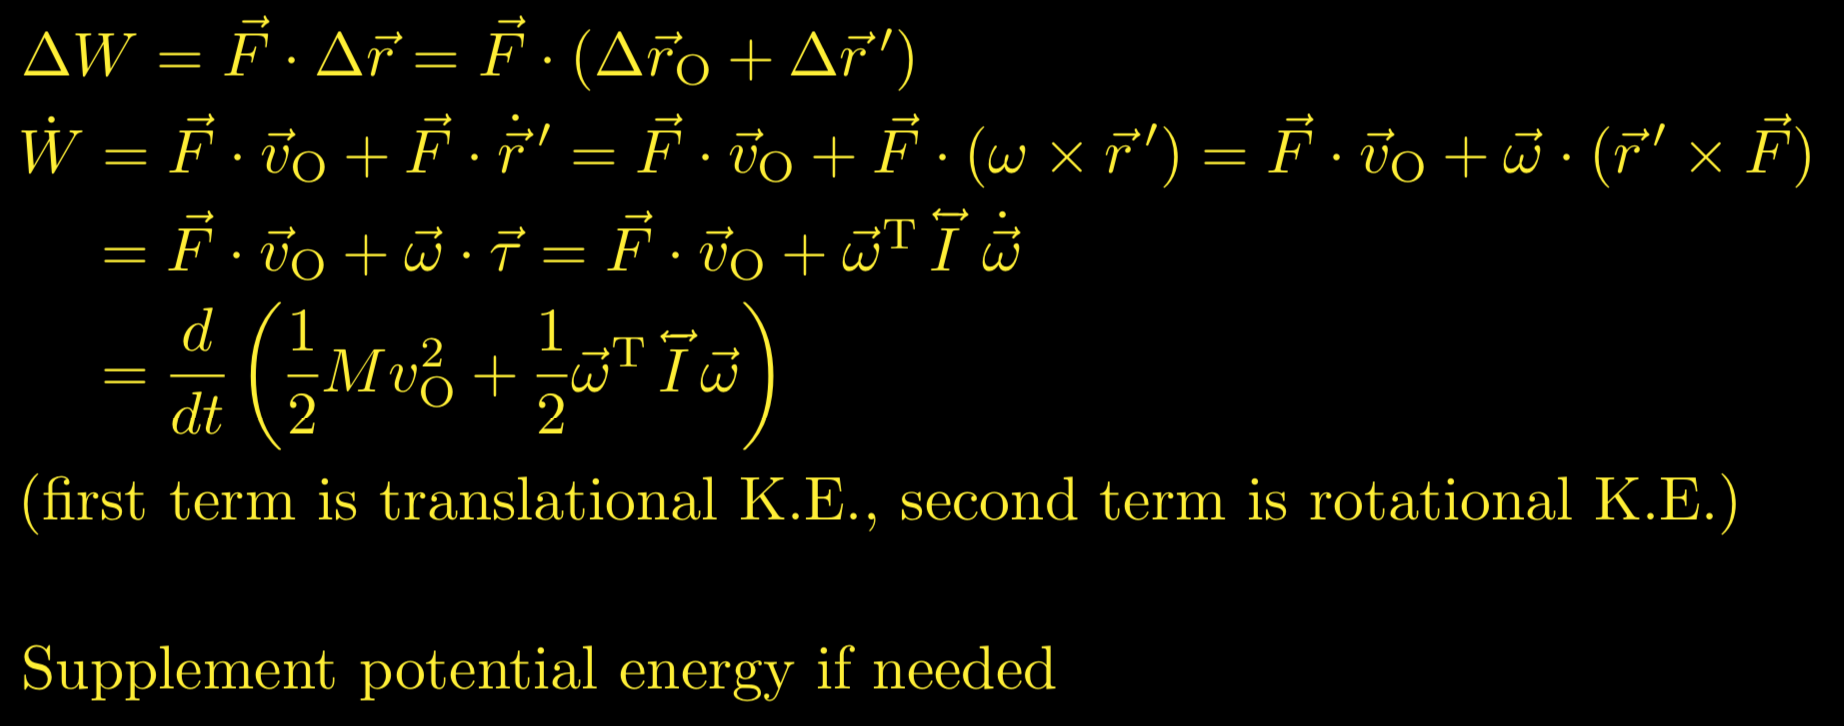 ΔW = F⃗ · Δr⃗ = F⃗ · (Δr⃗_O + Δr⃗ ′)
Ẇ = F⃗ · v⃗_O + F⃗ · ṙ⃗ ′ = F⃗ · v⃗_O + F⃗ · (ω × r⃗ ′) = F⃗ · v⃗_O + ω⃗ · (r⃗ ′ × F⃗)
= F⃗ · v⃗_O + ω⃗ · τ⃗ = F⃗ · v⃗_O + ω⃗^T I⃡ ω̇⃗
= d/dt (1/2 M v_O^2 + 1/2 ω⃗^T I⃡ ω⃗)
(first term is translational K.E., second term is rotational K.E.)
Supplement potential energy if needed